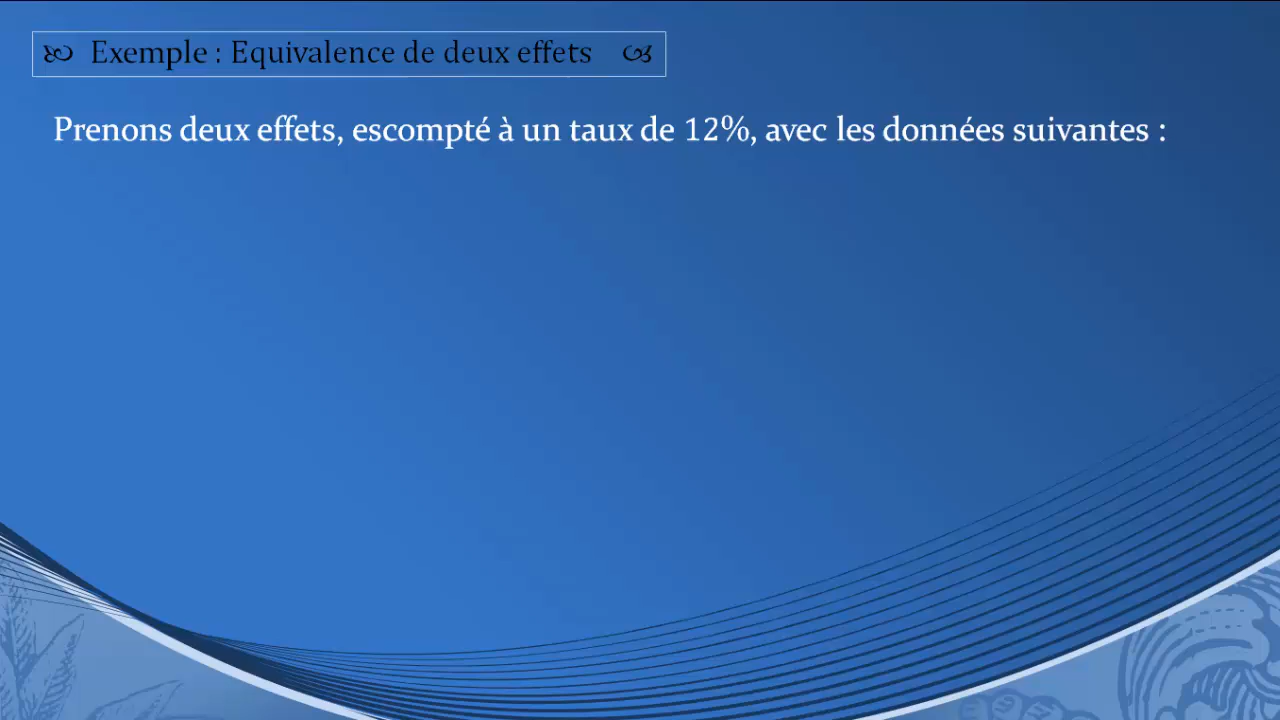 Exemple : Equivalence de deux effets
Prenons deux effets, escompté à un taux de 12%, avec les données suivantes :